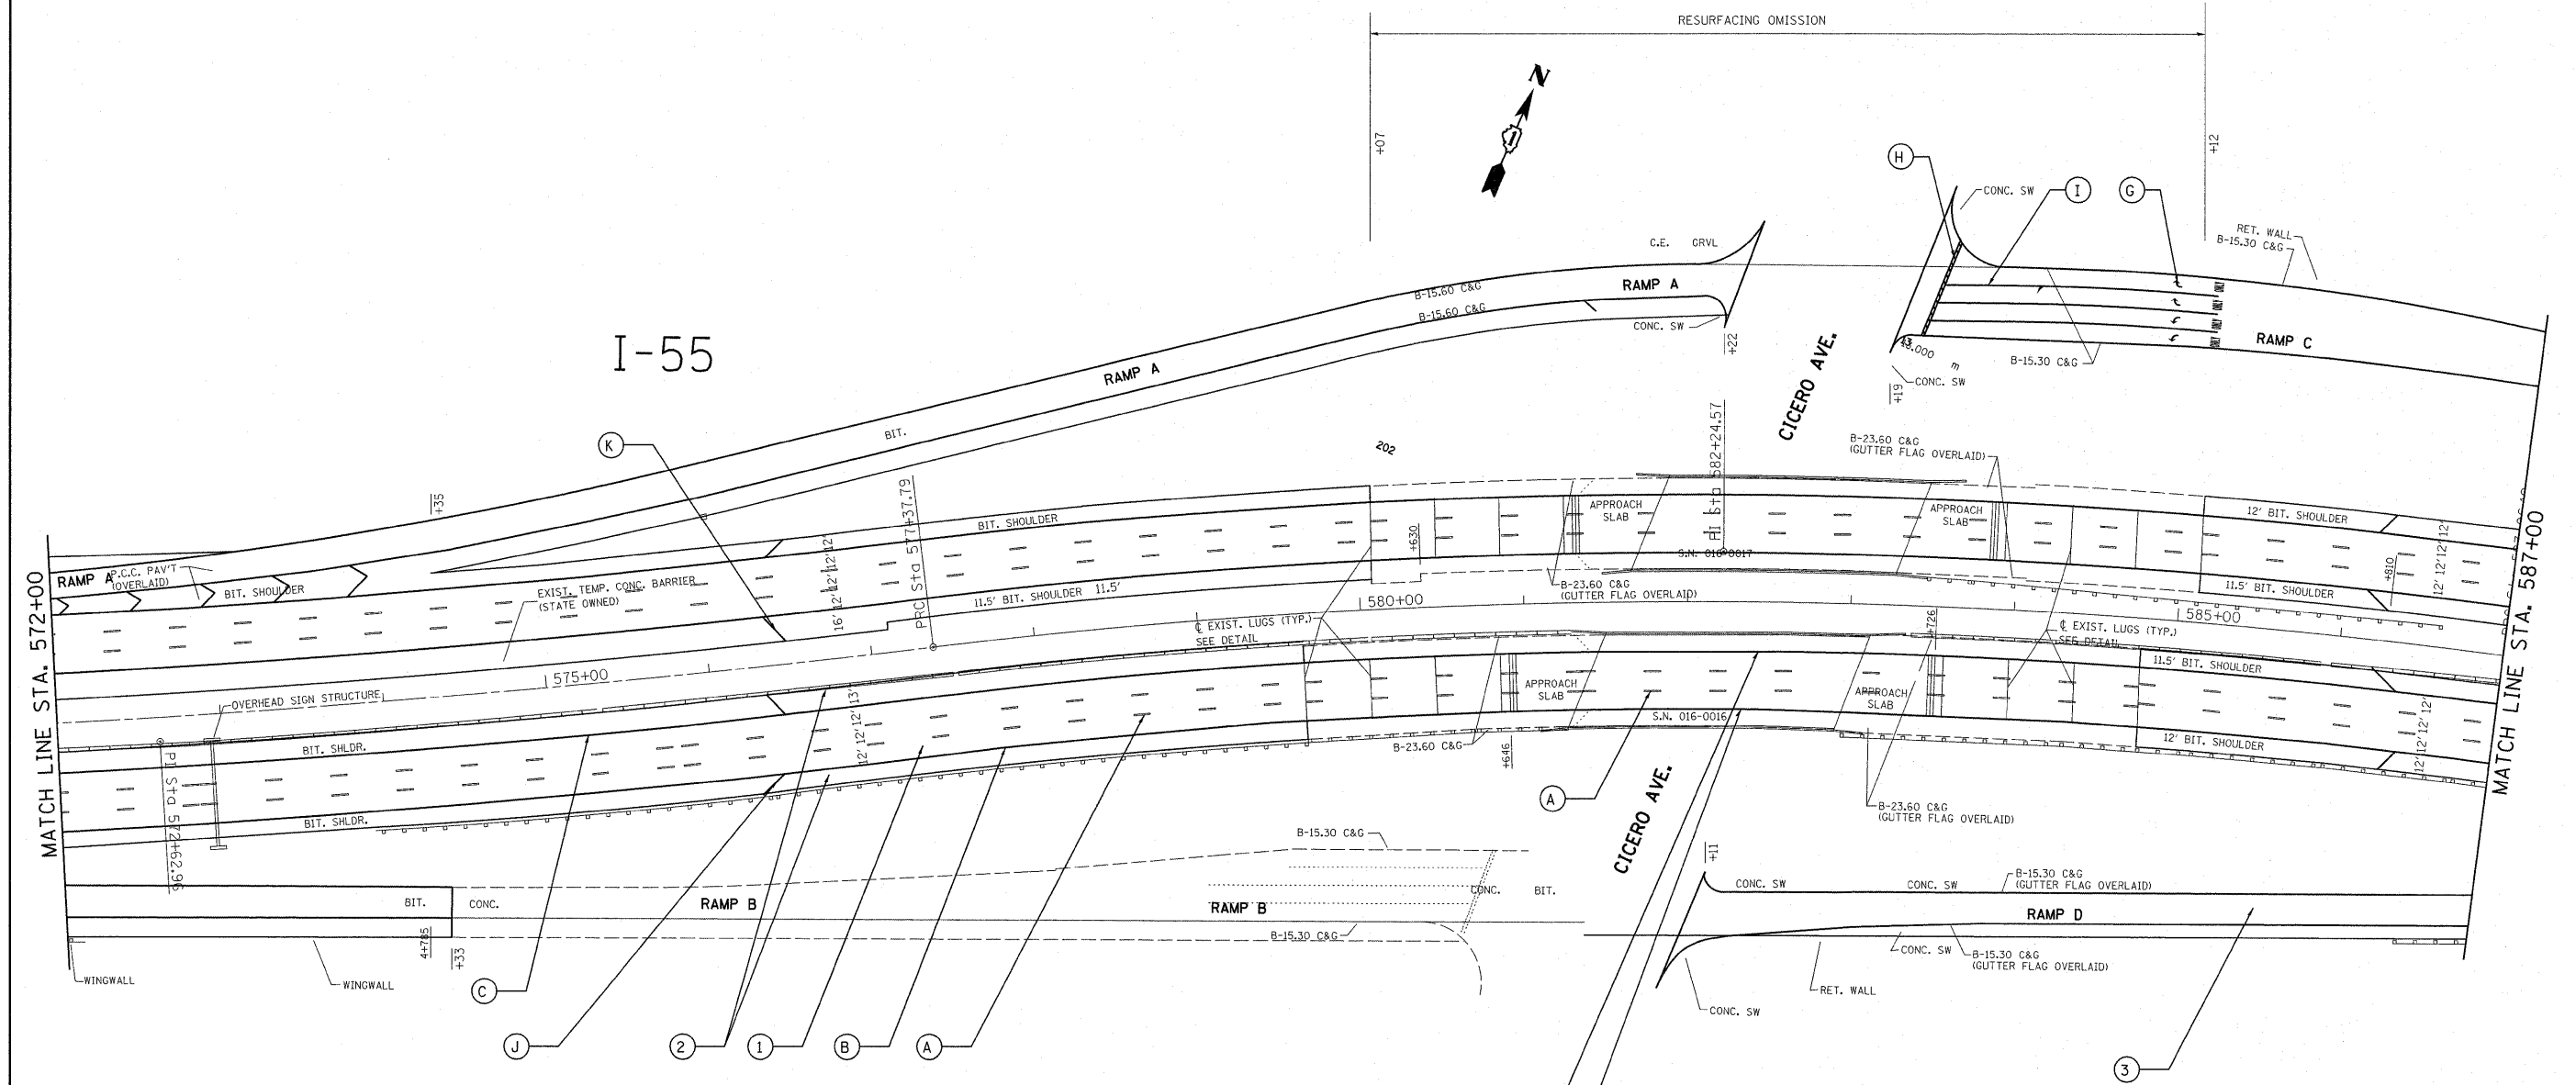 RESURFACING OMISSION
+07
+12
N
I
H
I
G
CONC. SW
RET. WALL
B-15.30 C&G
C.E.
GRVL
RAMP A
B-15.60 C&G
B-15.60 C&G
CONC. SW
+22
RAMP C
ONLY
ONLY
ONLY
ONLY
B-15.30 C&G
CONC. SW
+19
.000 m
I-55
RAMP A
BIT.
K
CICERO AVE.
202
+35
B-23.60 C&G
(GUTTER FLAG OVERLAID)
PRC Sta 577+37.79
PI Sta 582+24.57
BIT. SHOULDER
APPROACH
SLAB
APPROACH
SLAB
12' BIT. SHOULDER
+630
S.N. 016-0017
MATCH LINE STA. 572+00
RAMP A
P.C.C. PAV'T
(OVERLAID)
BIT. SHOULDER
EXIST. TEMP. CONC. BARRIER
(STATE OWNED)
16' 12' 12' 12' 12'
11.5' BIT. SHOULDER 11.5'
B-23.60 C&G
(GUTTER FLAG OVERLAID)
11.5' BIT. SHOULDER
+810
12' 12' 12' 12'
580+00
585+00
575+00
℄ EXIST. LUGS (TYP.)
SEE DETAIL
+726
℄ EXIST. LUGS (TYP.)
SEE DETAIL
11.5' BIT. SHOULDER
MATCH LINE STA. 587+00
OVERHEAD SIGN STRUCTURE
BIT. SHLDR.
PI Sta 572+62.96
BIT. SHLDR.
12' 12' 12' 13'
APPROACH
SLAB
APPROACH
SLAB
S.N. 016-0016
B-23.60 C&G
+646
12' BIT. SHOULDER
12' 12' 12' 12'
A
B-23.60 C&G
(GUTTER FLAG OVERLAID)
CICERO AVE.
B-15.30 C&G
+11
CONC. SW
CONC. SW
B-15.30 C&G
(GUTTER FLAG OVERLAID)
BIT.
CONC.
RAMP B
RAMP B
CONC.
BIT.
RAMP D
B-15.30 C&G
4+785
+33
CONC. SW
B-15.30 C&G
(GUTTER FLAG OVERLAID)
WINGWALL
WINGWALL
C
RET. WALL
CONC. SW
J
2
1
B
A
3